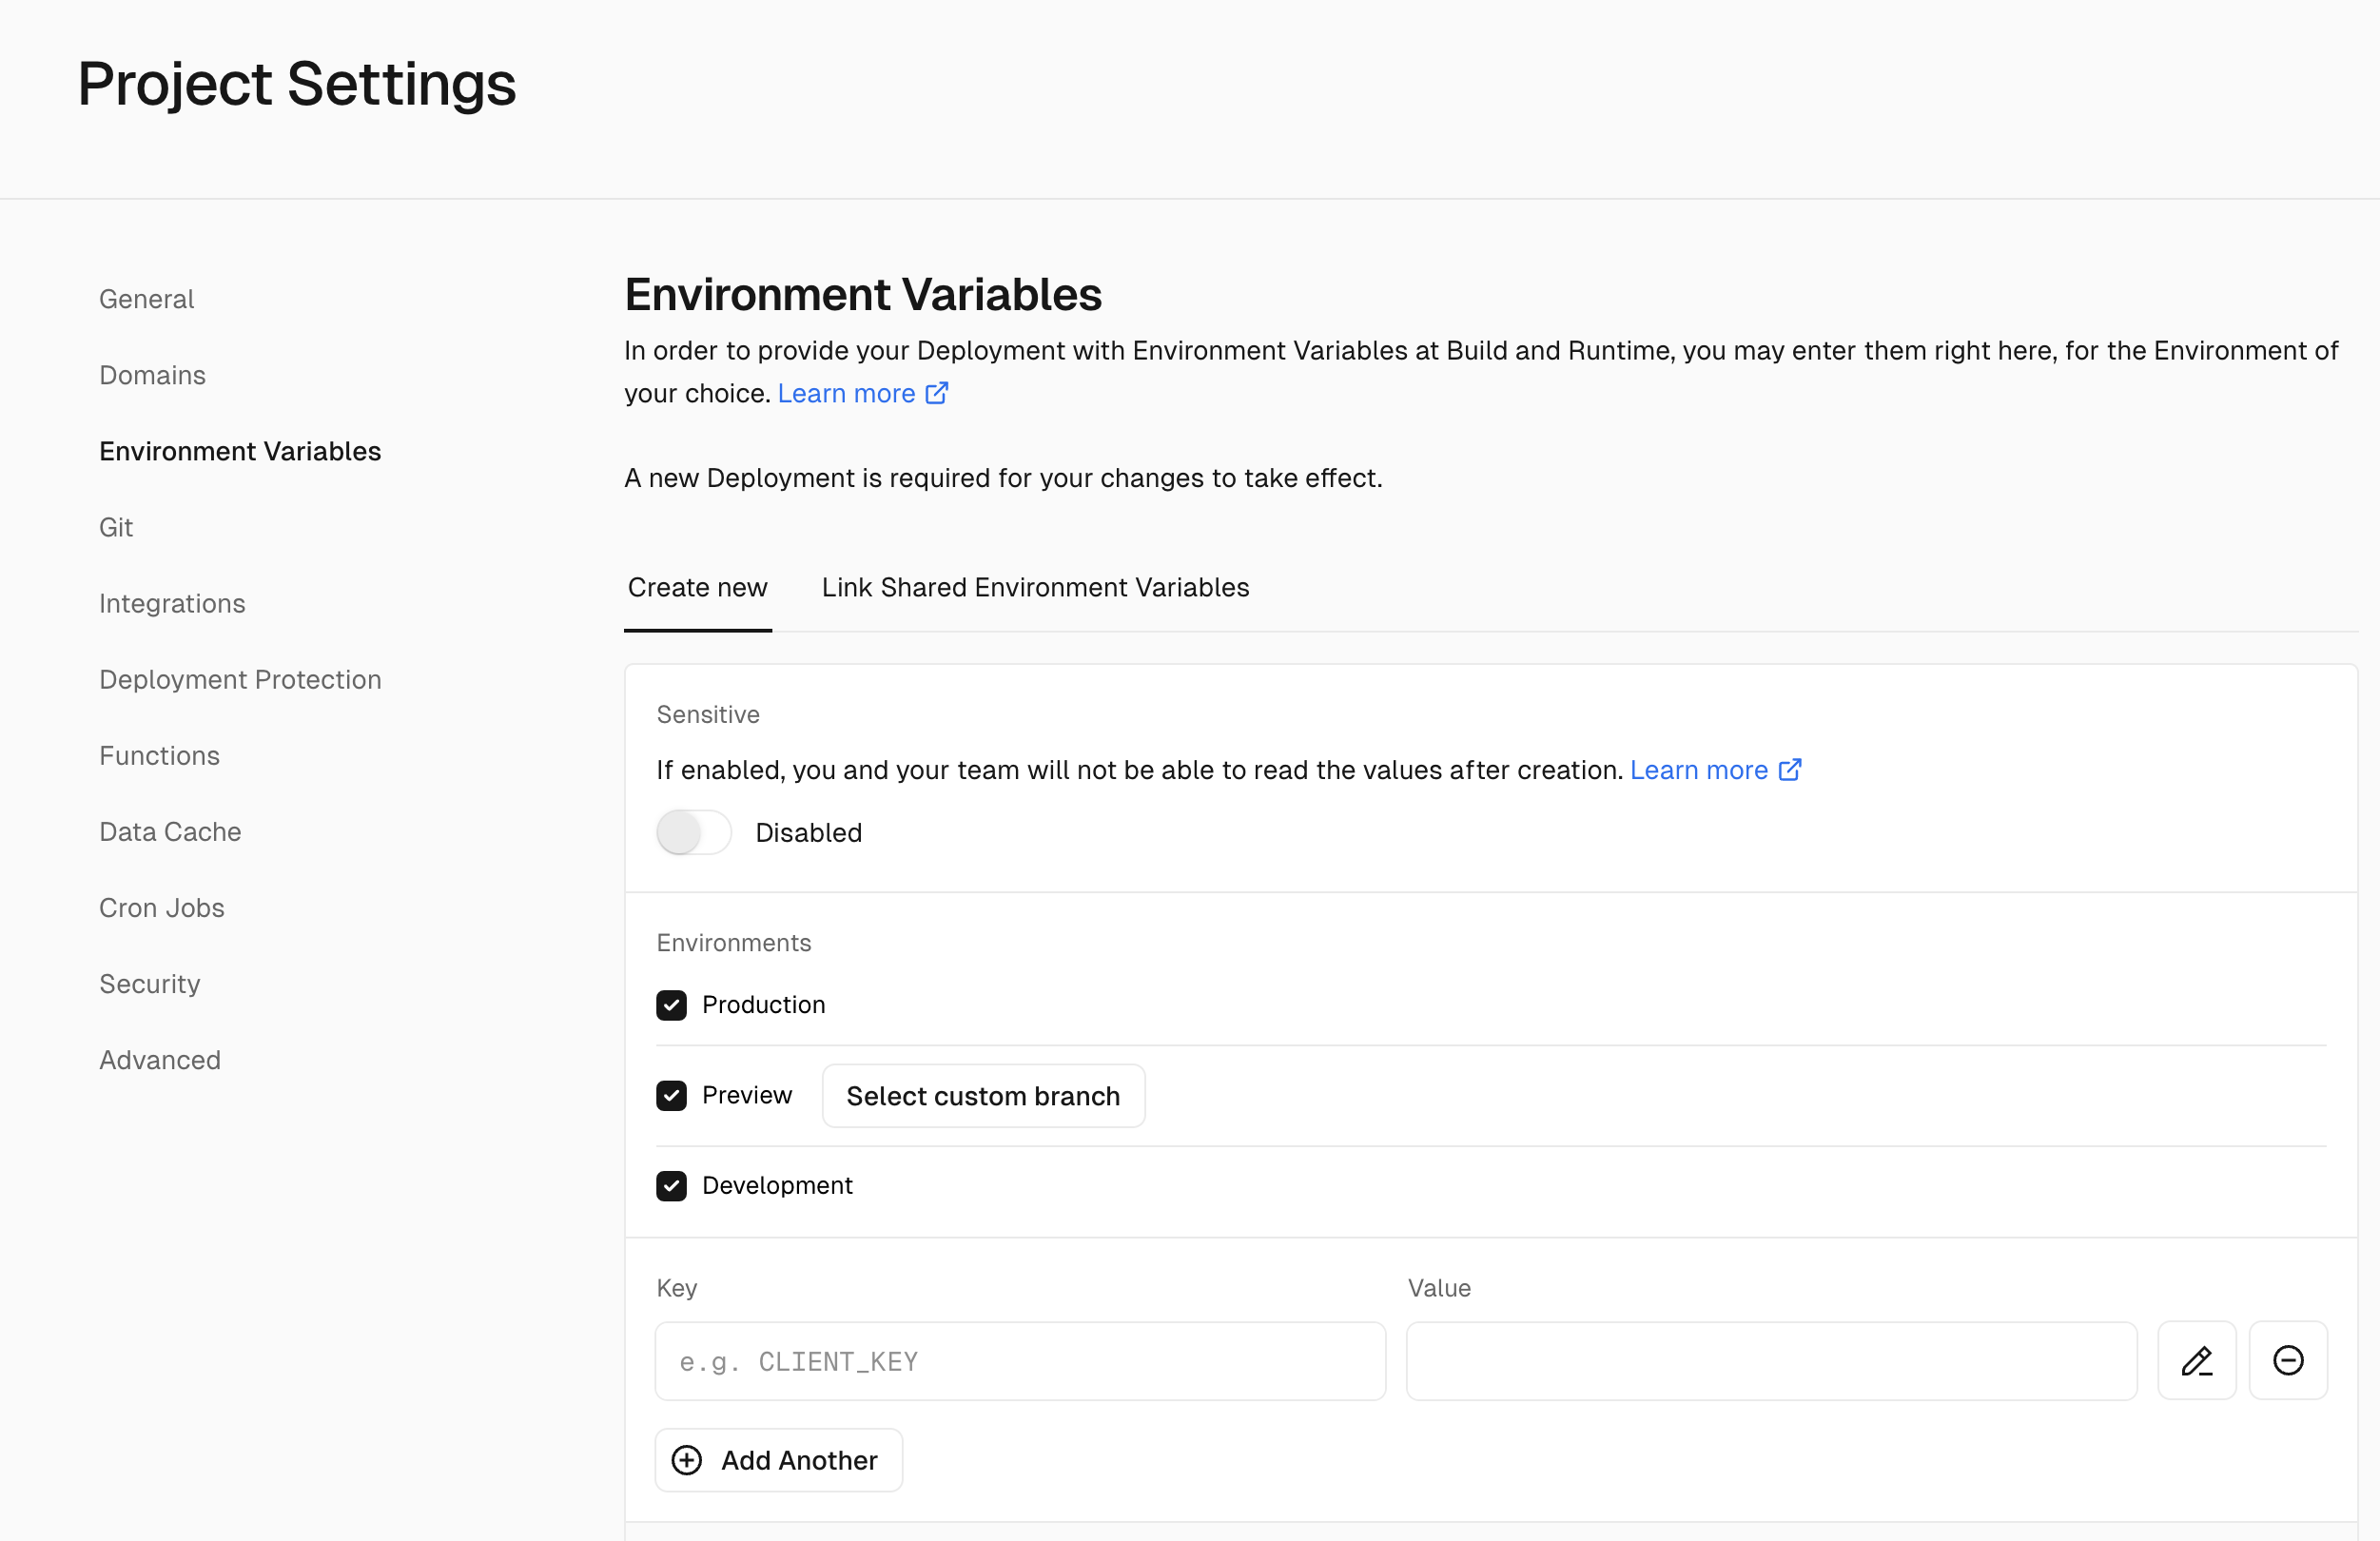 Project Settings
General
Domains
Environment Variables
Git
Integrations
Deployment Protection
Functions
Data Cache
Cron Jobs
Security
Advanced
Environment Variables
In order to provide your Deployment with Environment Variables at Build and Runtime, you may enter them right here, for the Environment of
your choice. Learn more
A new Deployment is required for your changes to take effect.
Create new
Link Shared Environment Variables
Sensitive
If enabled, you and your team will not be able to read the values after creation. Learn more
Disabled
Environments
Production
Preview
Select custom branch
Development
Key
Value
e.g. CLIENT_KEY
Add Another